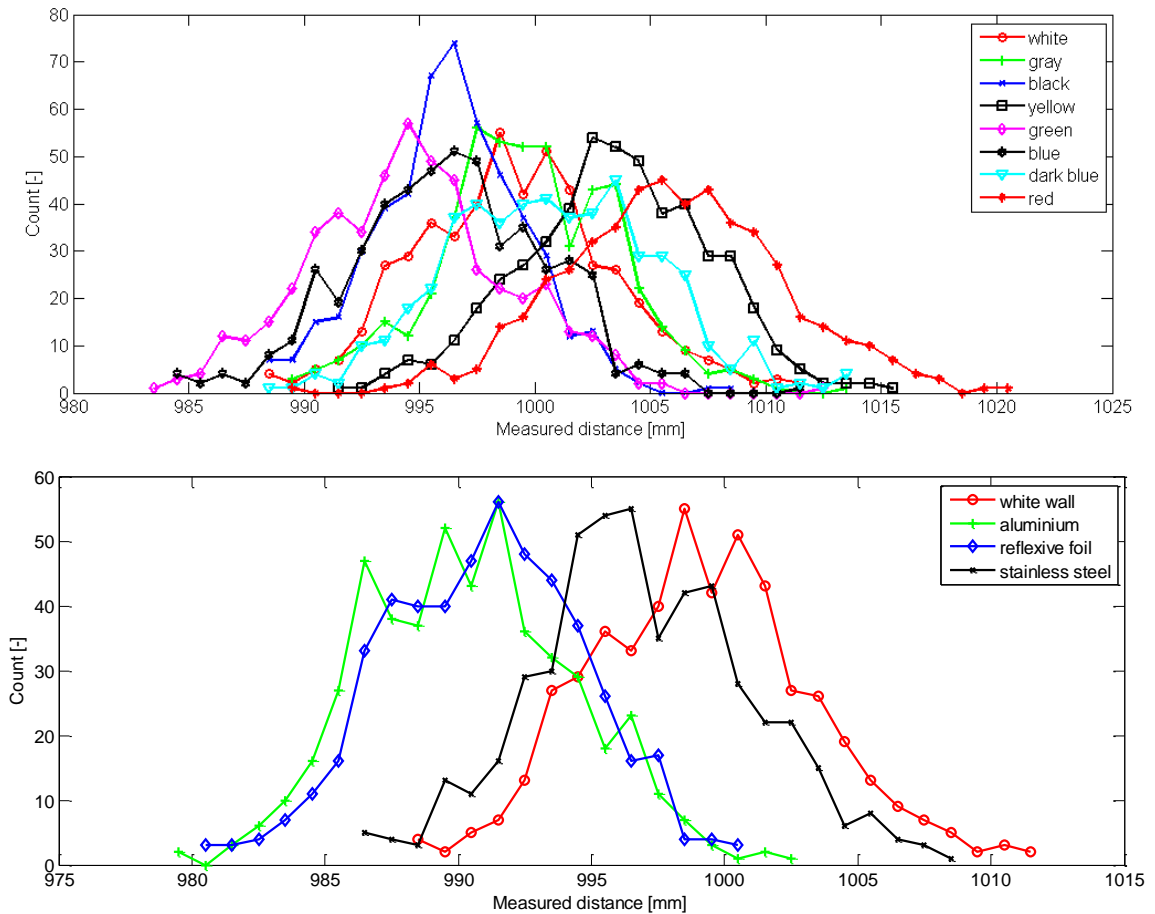 80
70
60
50
40
30
20
10
0
Count [-]
980 985 990 995 1000 1005 1010 1015 1020 1025
Measured distance [mm]
white
gray
black
yellow
green
blue
dark blue
red
60
50
40
30
20
10
0
Count [-]
975 980 985 990 995 1000 1005 1010 1015
Measured distance [mm]
white wall
aluminium
reflexive foil
stainless steel